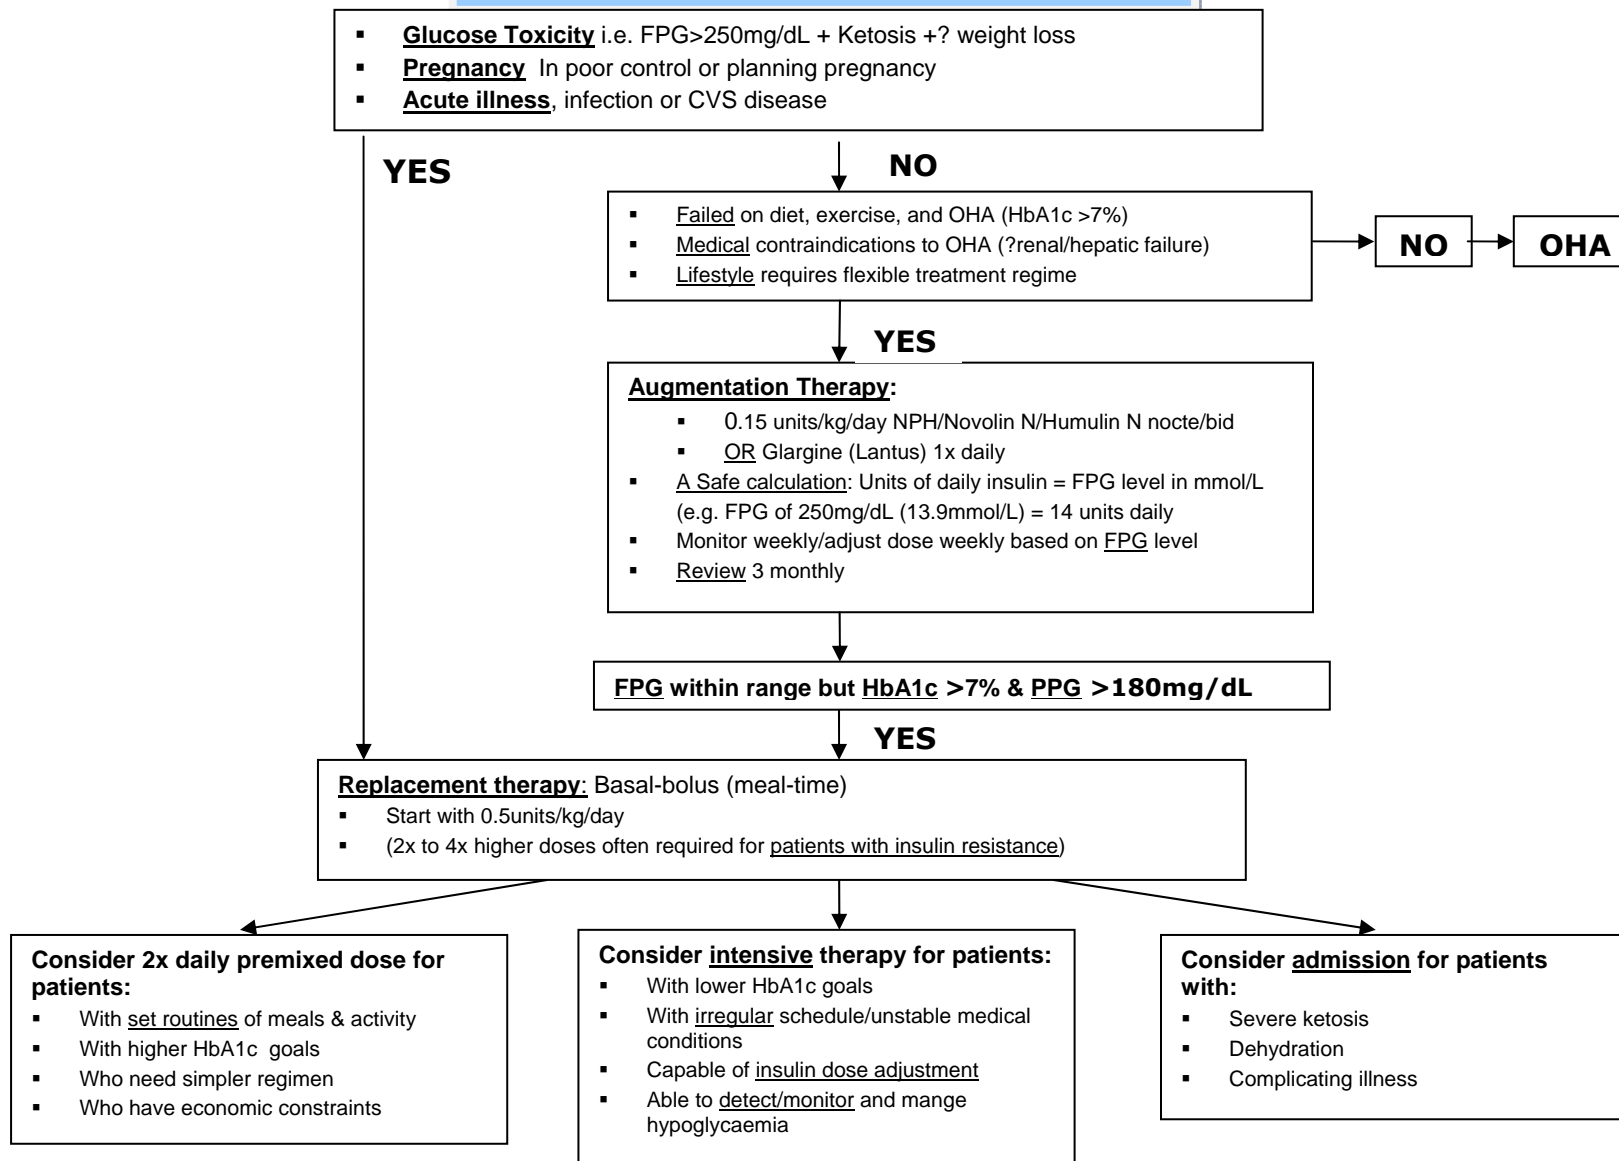 ▪ Glucose Toxicity i.e. FPG>250mg/dL + Ketosis +? weight loss
▪ Pregnancy In poor control or planning pregnancy
▪ Acute illness, infection or CVS disease
YES
NO
▪ Failed on diet, exercise, and OHA (HbA1c >7%)
▪ Medical contraindications to OHA (?renal/hepatic failure)
▪ Lifestyle requires flexible treatment regime
NO
OHA
YES
Augmentation Therapy:
▪ 0.15 units/kg/day NPH/Novolin N/Humulin N nocte/bid
▪ OR Glargine (Lantus) 1x daily
▪ A Safe calculation: Units of daily insulin = FPG level in mmol/L
(e.g. FPG of 250mg/dL (13.9mmol/L) = 14 units daily
▪ Monitor weekly/adjust dose weekly based on FPG level
▪ Review 3 monthly
FPG within range but HbA1c >7% & PPG >180mg/dL
YES
Replacement therapy: Basal-bolus (meal-time)
▪ Start with 0.5units/kg/day
▪ (2x to 4x higher doses often required for patients with insulin resistance)
Consider 2x daily premixed dose for
patients:
▪ With set routines of meals & activity
▪ With higher HbA1c goals
▪ Who need simpler regimen
▪ Who have economic constraints
Consider intensive therapy for patients:
▪ With lower HbA1c goals
▪ With irregular schedule/unstable medical
conditions
▪ Capable of insulin dose adjustment
▪ Able to detect/monitor and mange
hypoglycaemia
Consider admission for patients
with:
▪ Severe ketosis
▪ Dehydration
▪ Complicating illness